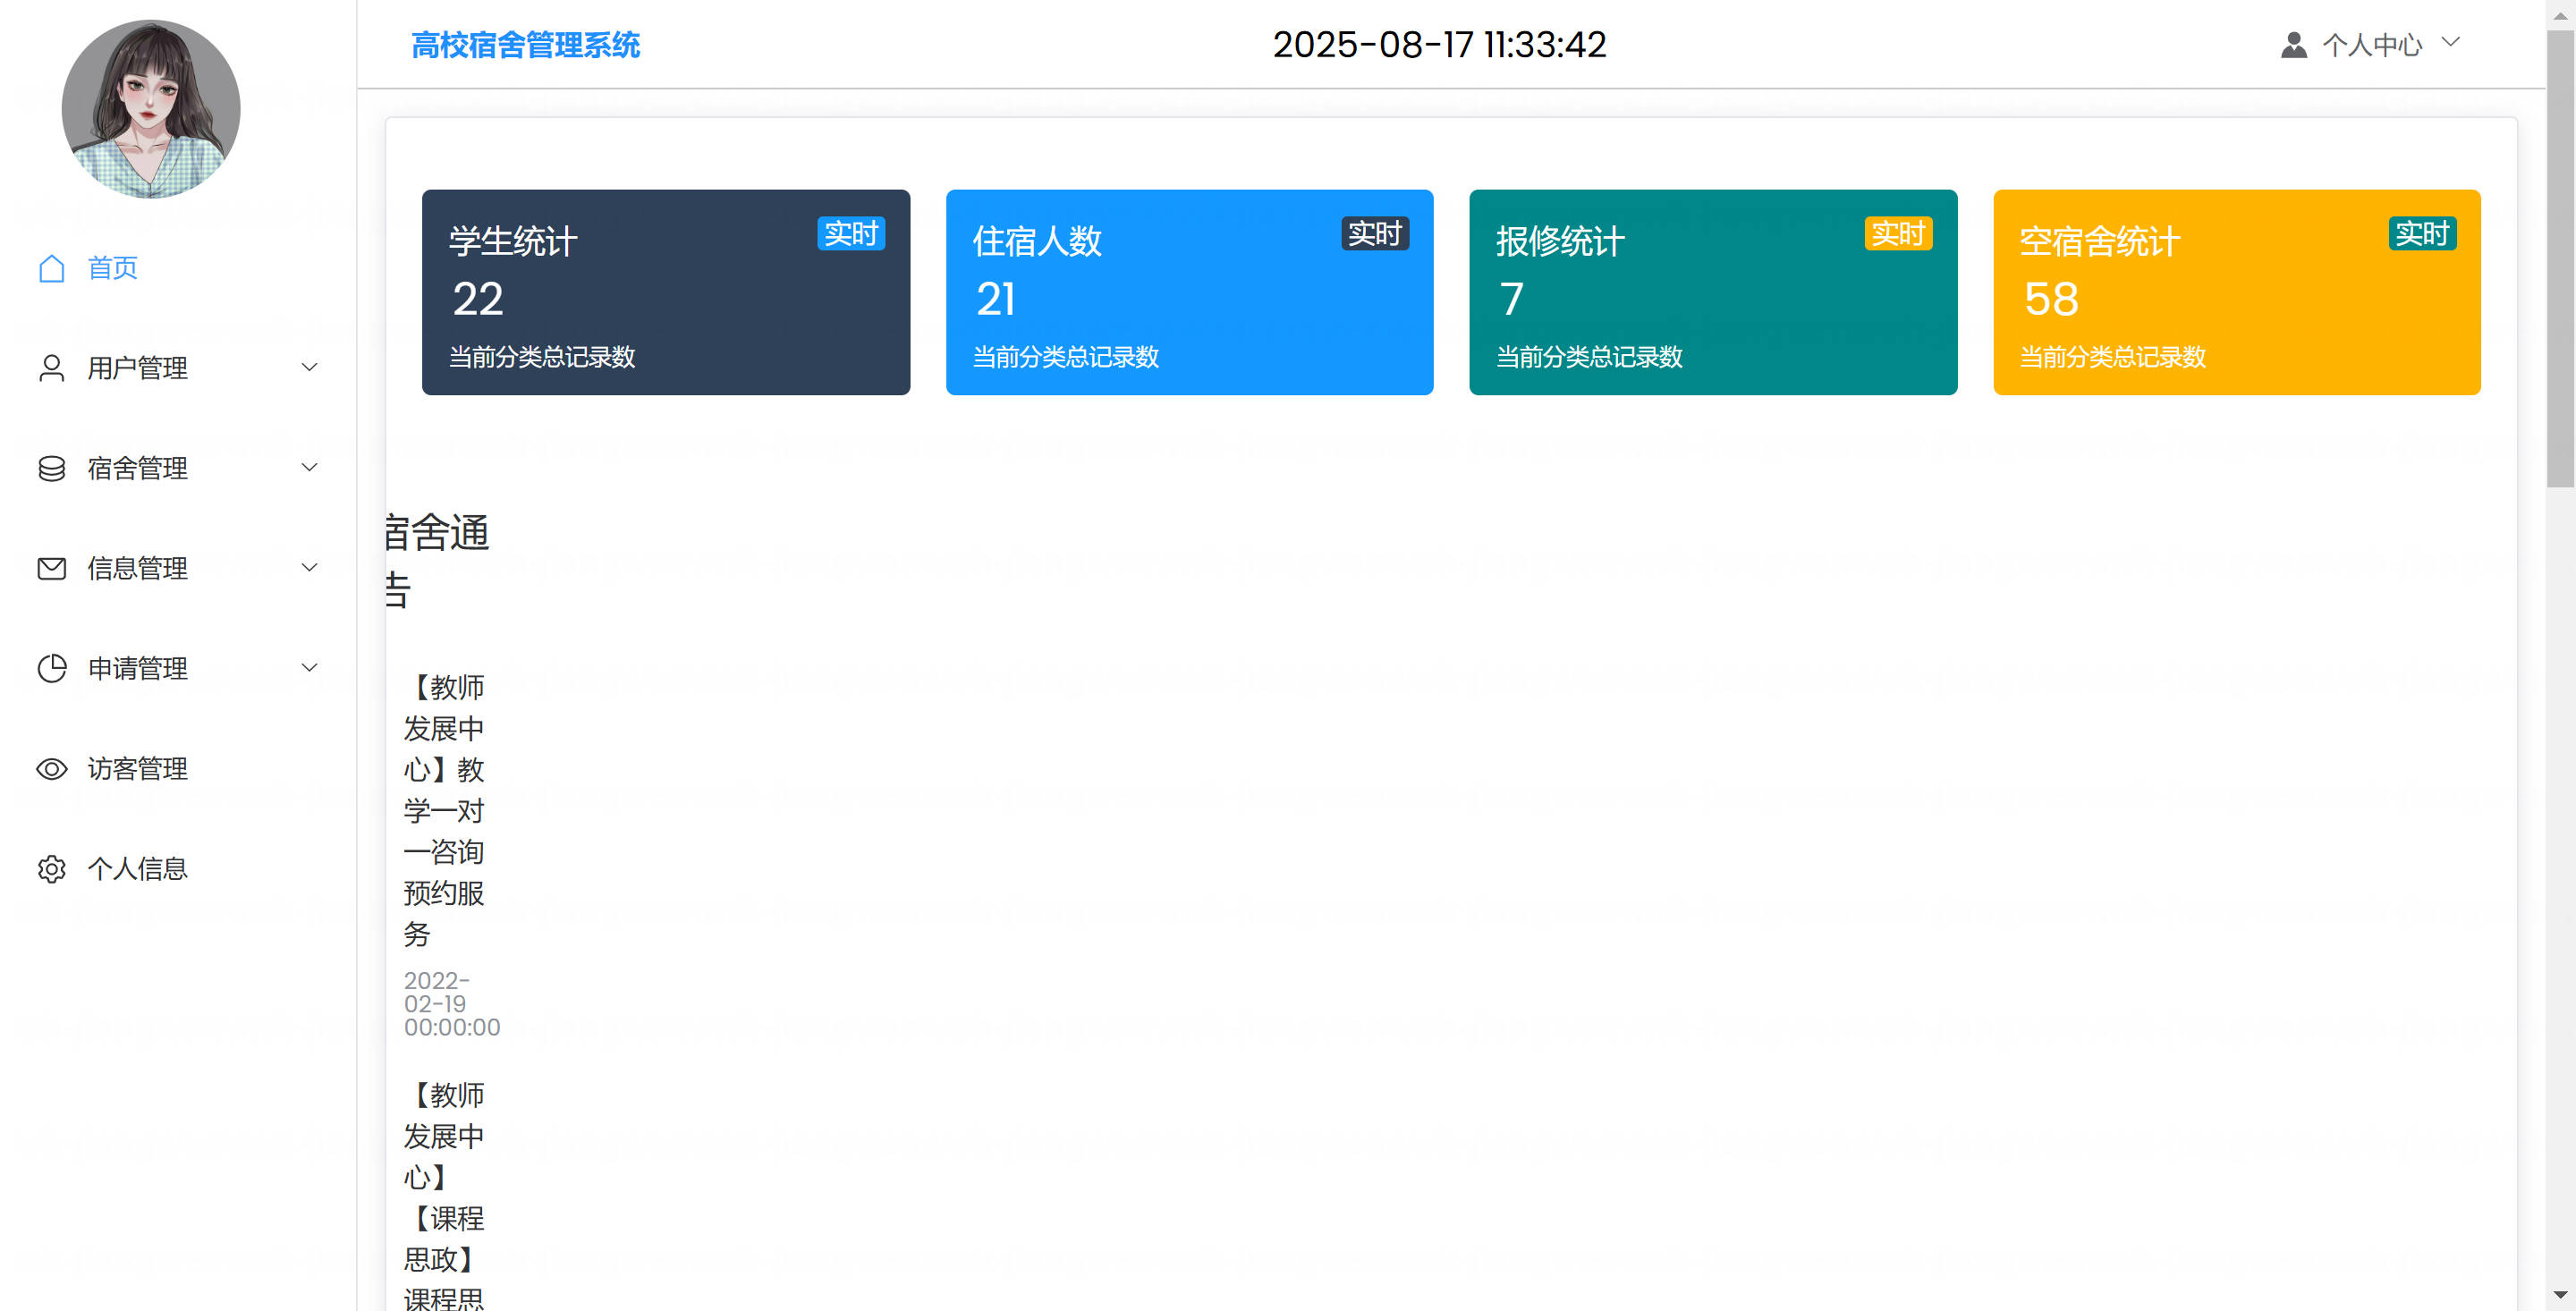 高校宿舍管理系统
2025-08-17 11:33:42
个人中心
首页
用户管理
宿舍管理
信息管理
申请管理
访客管理
个人信息
学生统计
实时
22
当前分类总记录数
住宿人数
实时
21
当前分类总记录数
报修统计
实时
7
当前分类总记录数
空宿舍统计
实时
58
当前分类总记录数
宿舍通
告
【教师
发展中
心】教
学一对
一咨询
预约服
务
2022-
02-19
00:00:00
【教师
发展中
心】
【课程
思政】
课程思